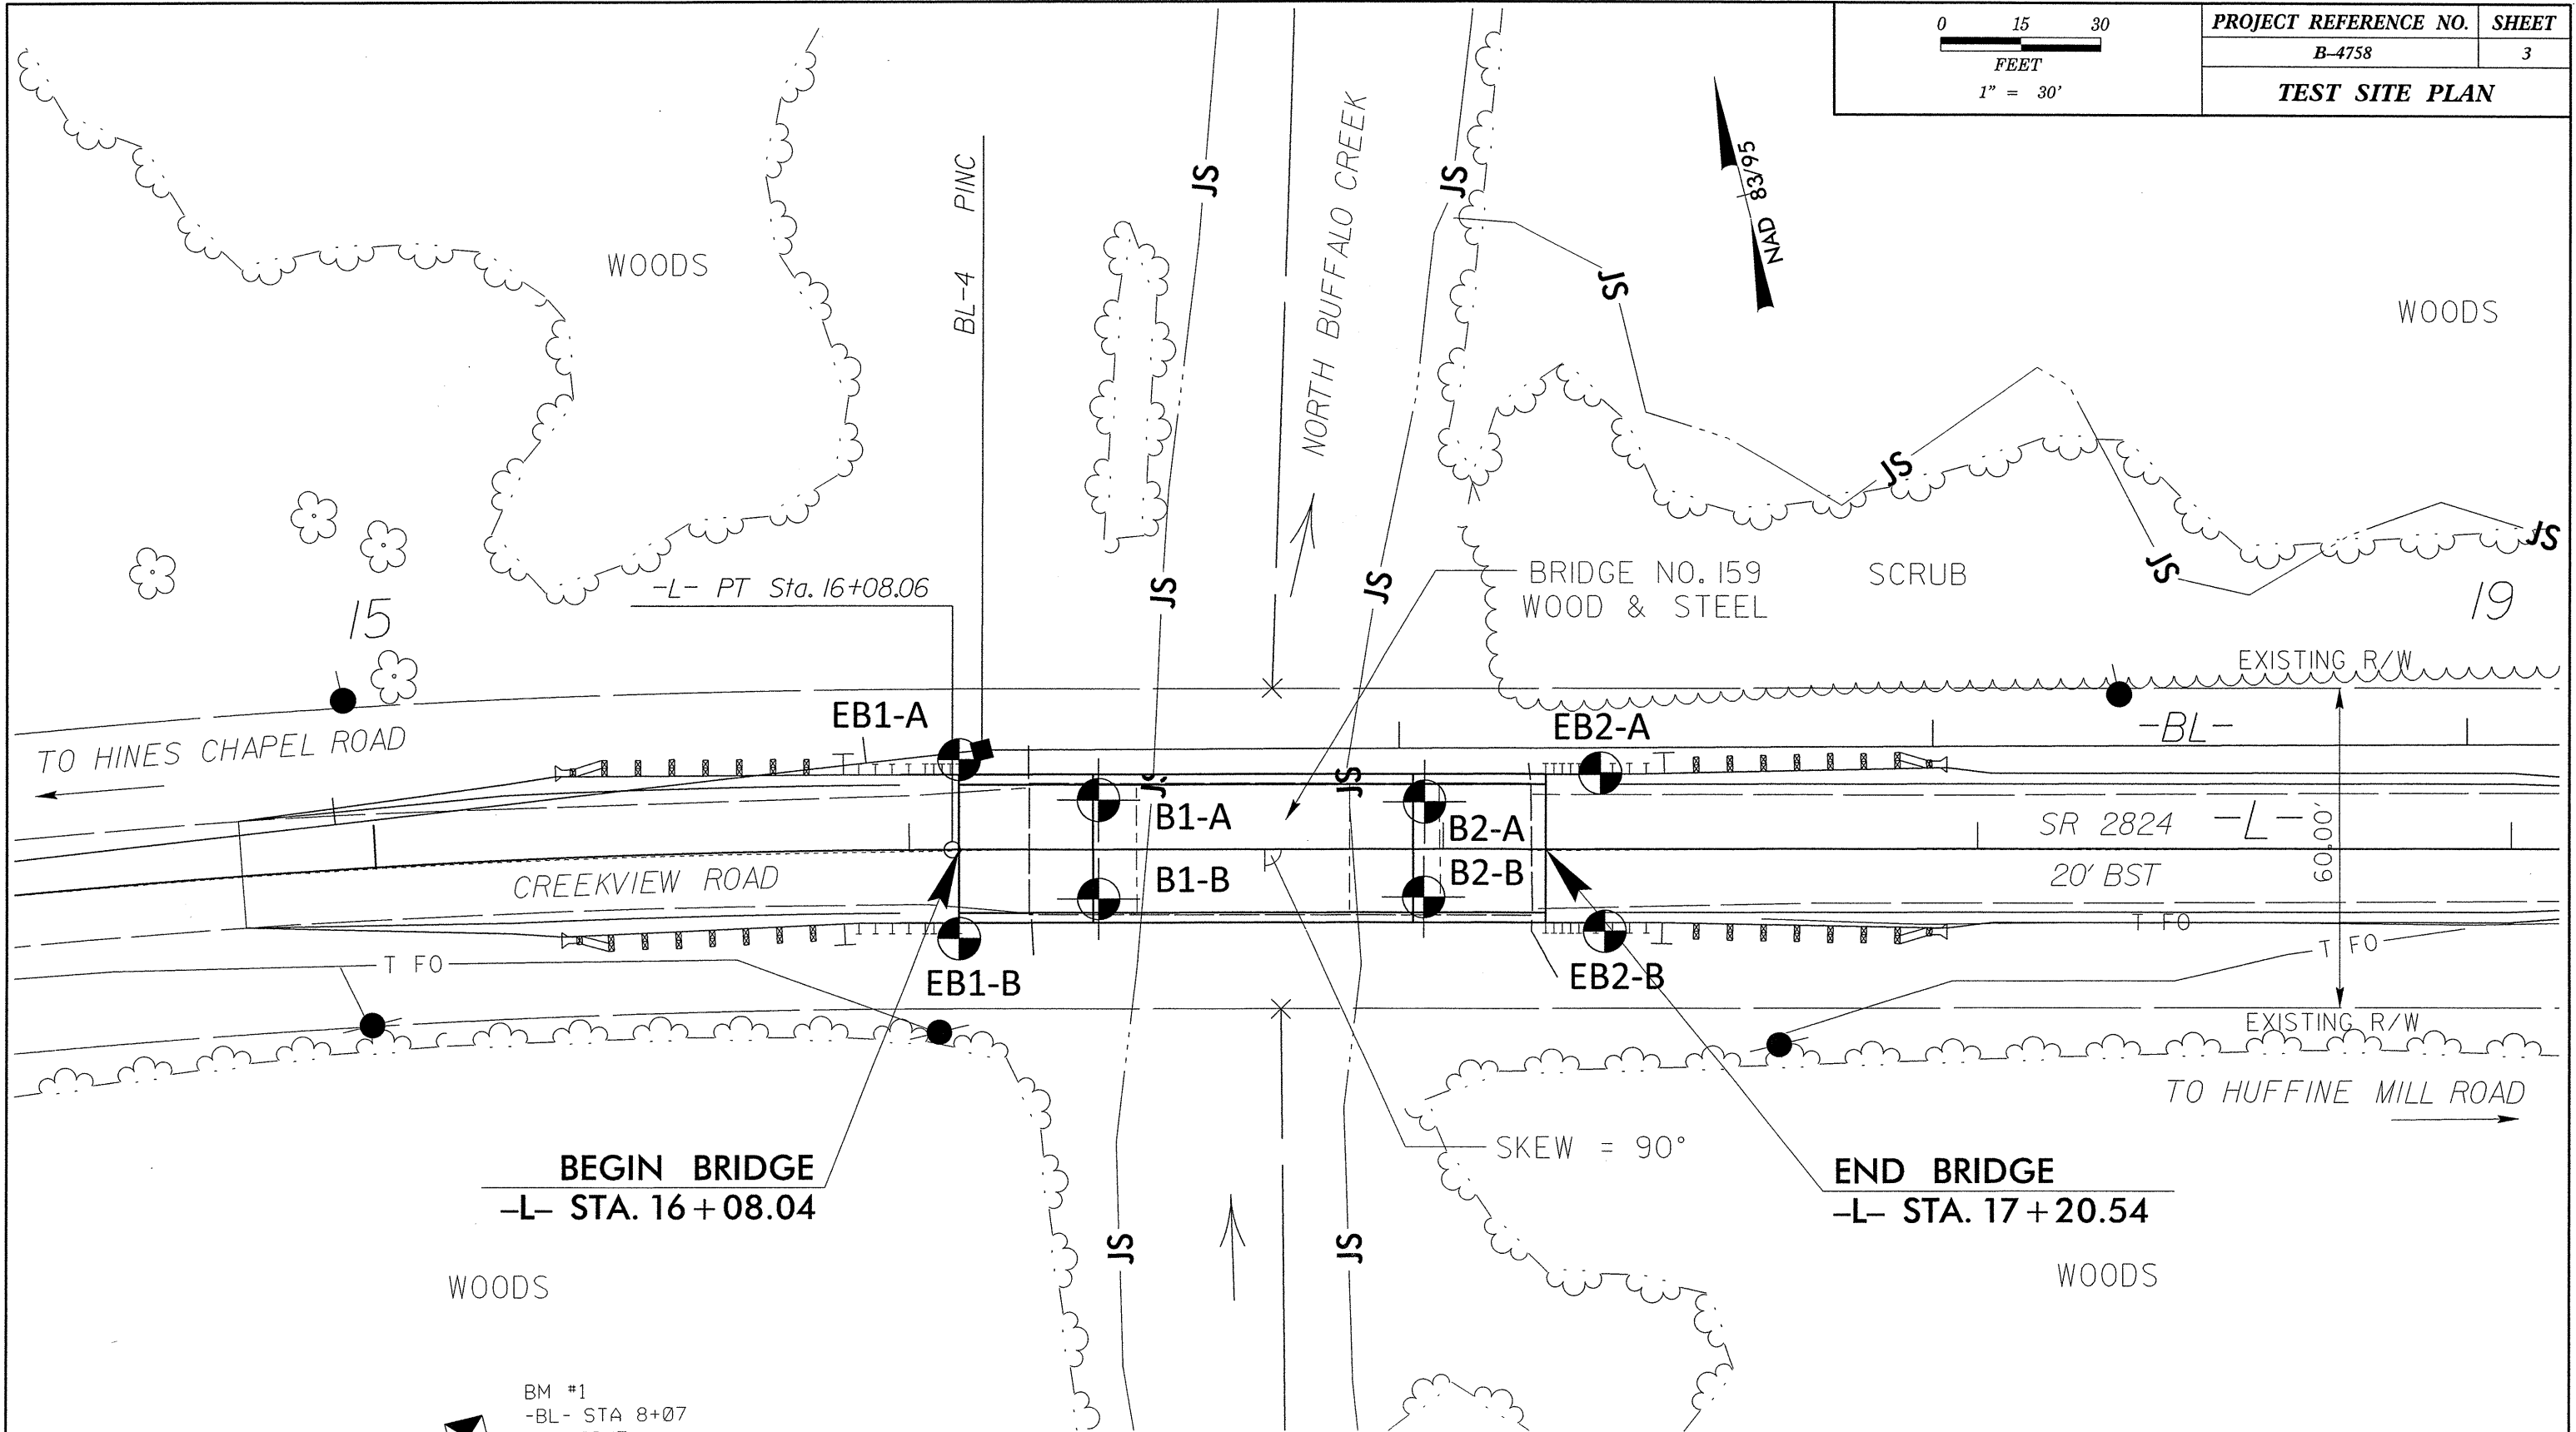 0 15 30
FEET
1" = 30'
PROJECT REFERENCE NO. SHEET
B-4758 3
TEST SITE PLAN
WOODS
BL-4 PINC
JS
NORTH BUFFALO CREEK
JS
NAD 83/95
JS
WOODS
JS
JS
JS
-L- PT Sta. 16+08.06
15
JS
JS
BRIDGE NO. 159
WOOD & STEEL
SCRUB
19
EXISTING R/W
TO HINES CHAPEL ROAD
EB1-A
EB2-A
-BL-
JS
B1-A
B2-A
SR 2824 -L-
60.00'
CREEKVIEW ROAD
B1-B
B2-B
20' BST
T FO
T FO
T FO
EB1-B
EB2-B
EXISTING R/W
TO HUFFINE MILL ROAD
SKEW = 90°
BEGIN BRIDGE
-L- STA. 16+08.04
END BRIDGE
-L- STA. 17+20.54
JS
JS
WOODS
WOODS
BM #1
-BL- STA 8+07